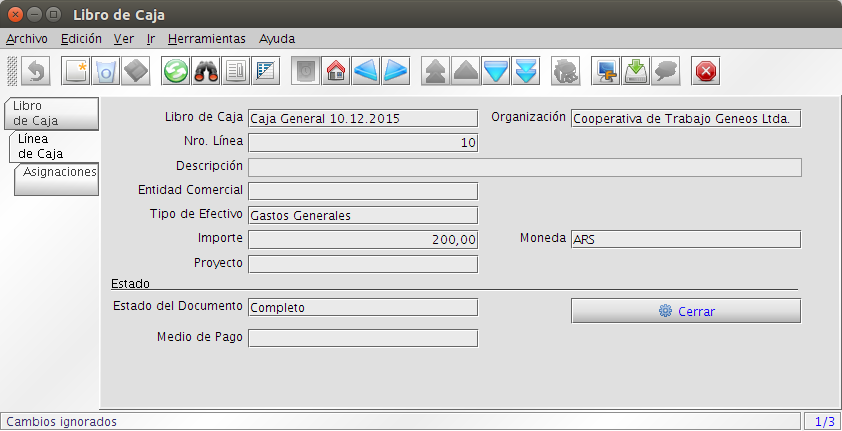 Libro de Caja
Archivo Edición Ver Ir Herramientas Ayuda
Libro
de Caja
Línea
de Caja
Asignaciones
Libro de Caja Caja General 10.12.2015 Organización Cooperativa de Trabajo Geneos Ltda.
Nro. Línea 10
Descripción
Entidad Comercial
Tipo de Efectivo Gastos Generales
Importe 200,00 Moneda ARS
Proyecto
Estado
Estado del Documento Completo Cerrar
Medio de Pago
Cambios ignorados 1/3